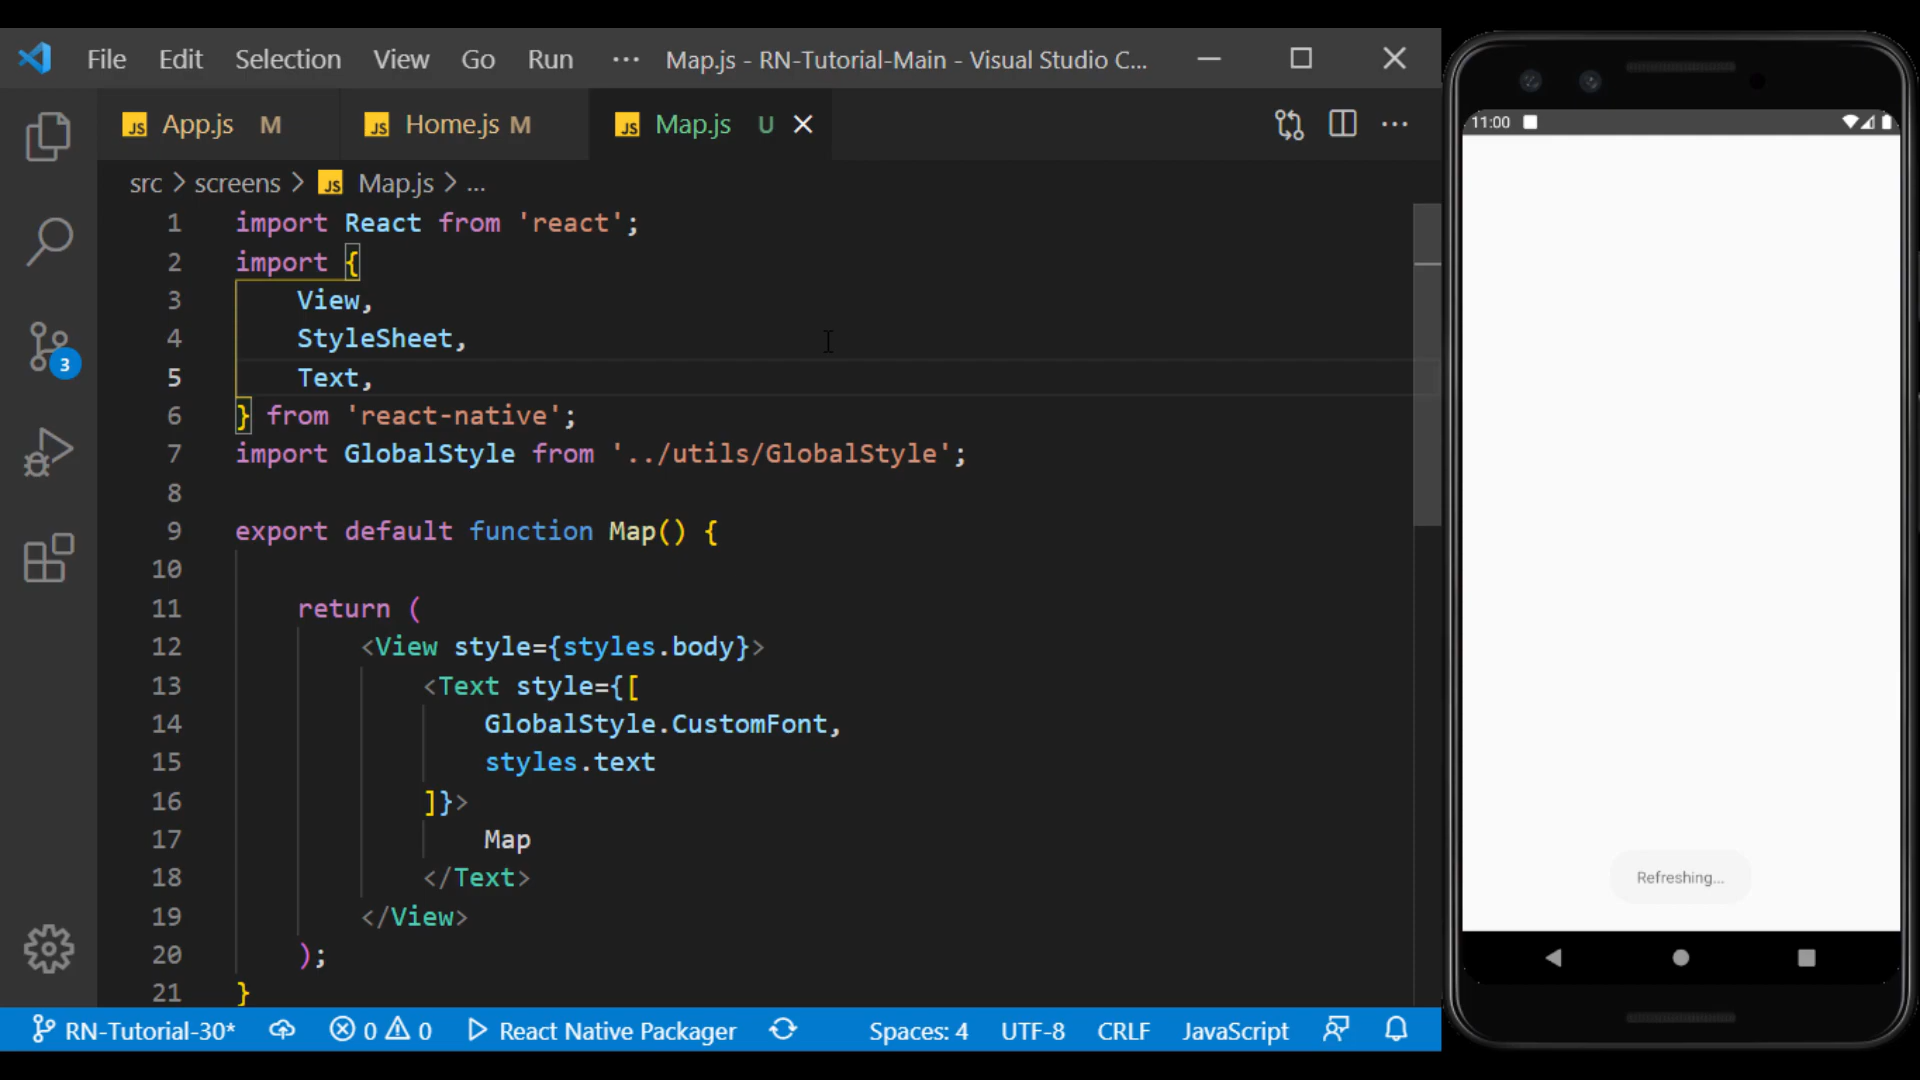 File Edit Selection View Go Run ··· Map.js - RN-Tutorial-Main - Visual Studio C...
JS App.js M JS Home.js M JS Map.js U
src > screens > JS Map.js > ...
1 import React from 'react';
2 import {
3 View,
4 StyleSheet,
5 Text,
6 } from 'react-native';
7 import GlobalStyle from '../utils/GlobalStyle';
8
9 export default function Map() {
10
11 return (
12 <View style={styles.body}>
13 <Text style={[
14 GlobalStyle.CustomFont,
15 styles.text
16 ]}>
17 Map
18 </Text>
19 </View>
20 );
21 }
3
RN-Tutorial-30* 0 0 React Native Packager Spaces: 4 UTF-8 CRLF JavaScript
11:00
Refreshing...